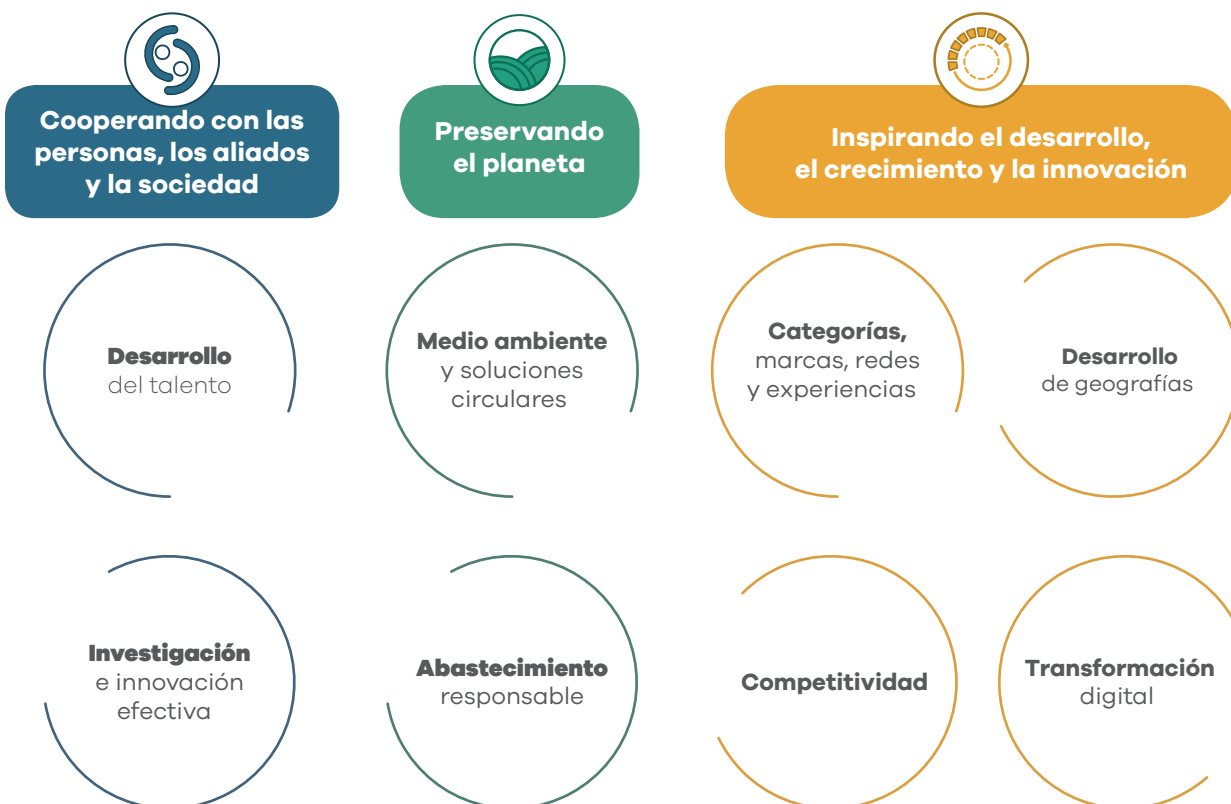 Cooperando con las
personas, los aliados
y la sociedad
Preservando
el planeta
Inspirando el desarrollo,
el crecimiento y la innovación
Desarrollo
del talento
Medio ambiente
y soluciones
circulares
Categorías,
marcas, redes
y experiencias
Desarrollo
de geografías
Investigación
e innovación
efectiva
Abastecimiento
responsable
Competitividad
Transformación
digital